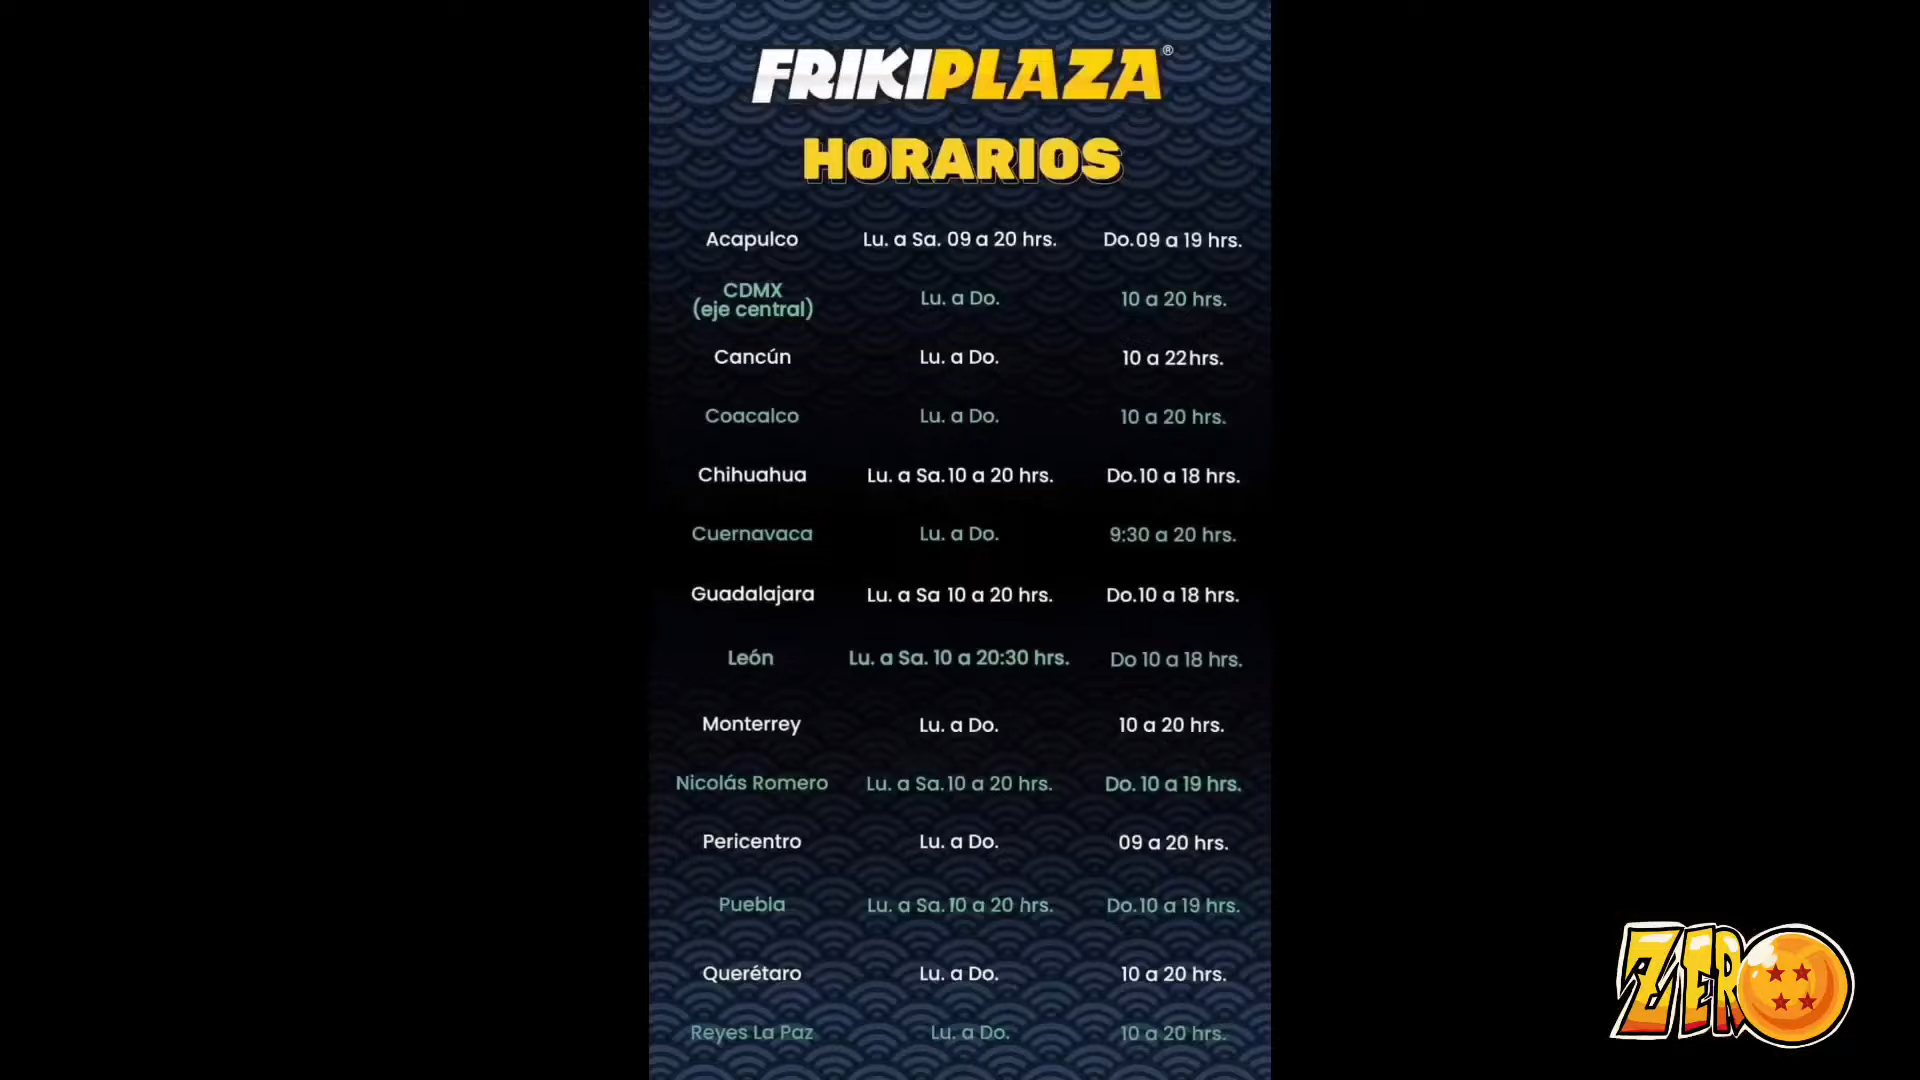 FRIKIPLAZA®
HORARIOS
Acapulco Lu. a Sa. 09 a 20 hrs. Do.09 a 19 hrs.
CDMX
(eje central) Lu. a Do. 10 a 20 hrs.
Cancún Lu. a Do. 10 a 22hrs.
Coacalco Lu. a Do. 10 a 20 hrs.
Chihuahua Lu. a Sa.10 a 20 hrs. Do.10 a 18 hrs.
Cuernavaca Lu. a Do. 9:30 a 20 hrs.
Guadalajara Lu. a Sa 10 a 20 hrs. Do.10 a 18 hrs.
León Lu. a Sa. 10 a 20:30 hrs. Do 10 a 18 hrs.
Monterrey Lu. a Do. 10 a 20 hrs.
Nicolás Romero Lu. a Sa.10 a 20 hrs. Do. 10 a 19 hrs.
Pericentro Lu. a Do. 09 a 20 hrs.
Puebla Lu. a Sa.10 a 20 hrs. Do.10 a 19 hrs.
Querétaro Lu. a Do. 10 a 20 hrs.
Reyes La Paz Lu. a Do. 10 a 20 hrs.
ZERO